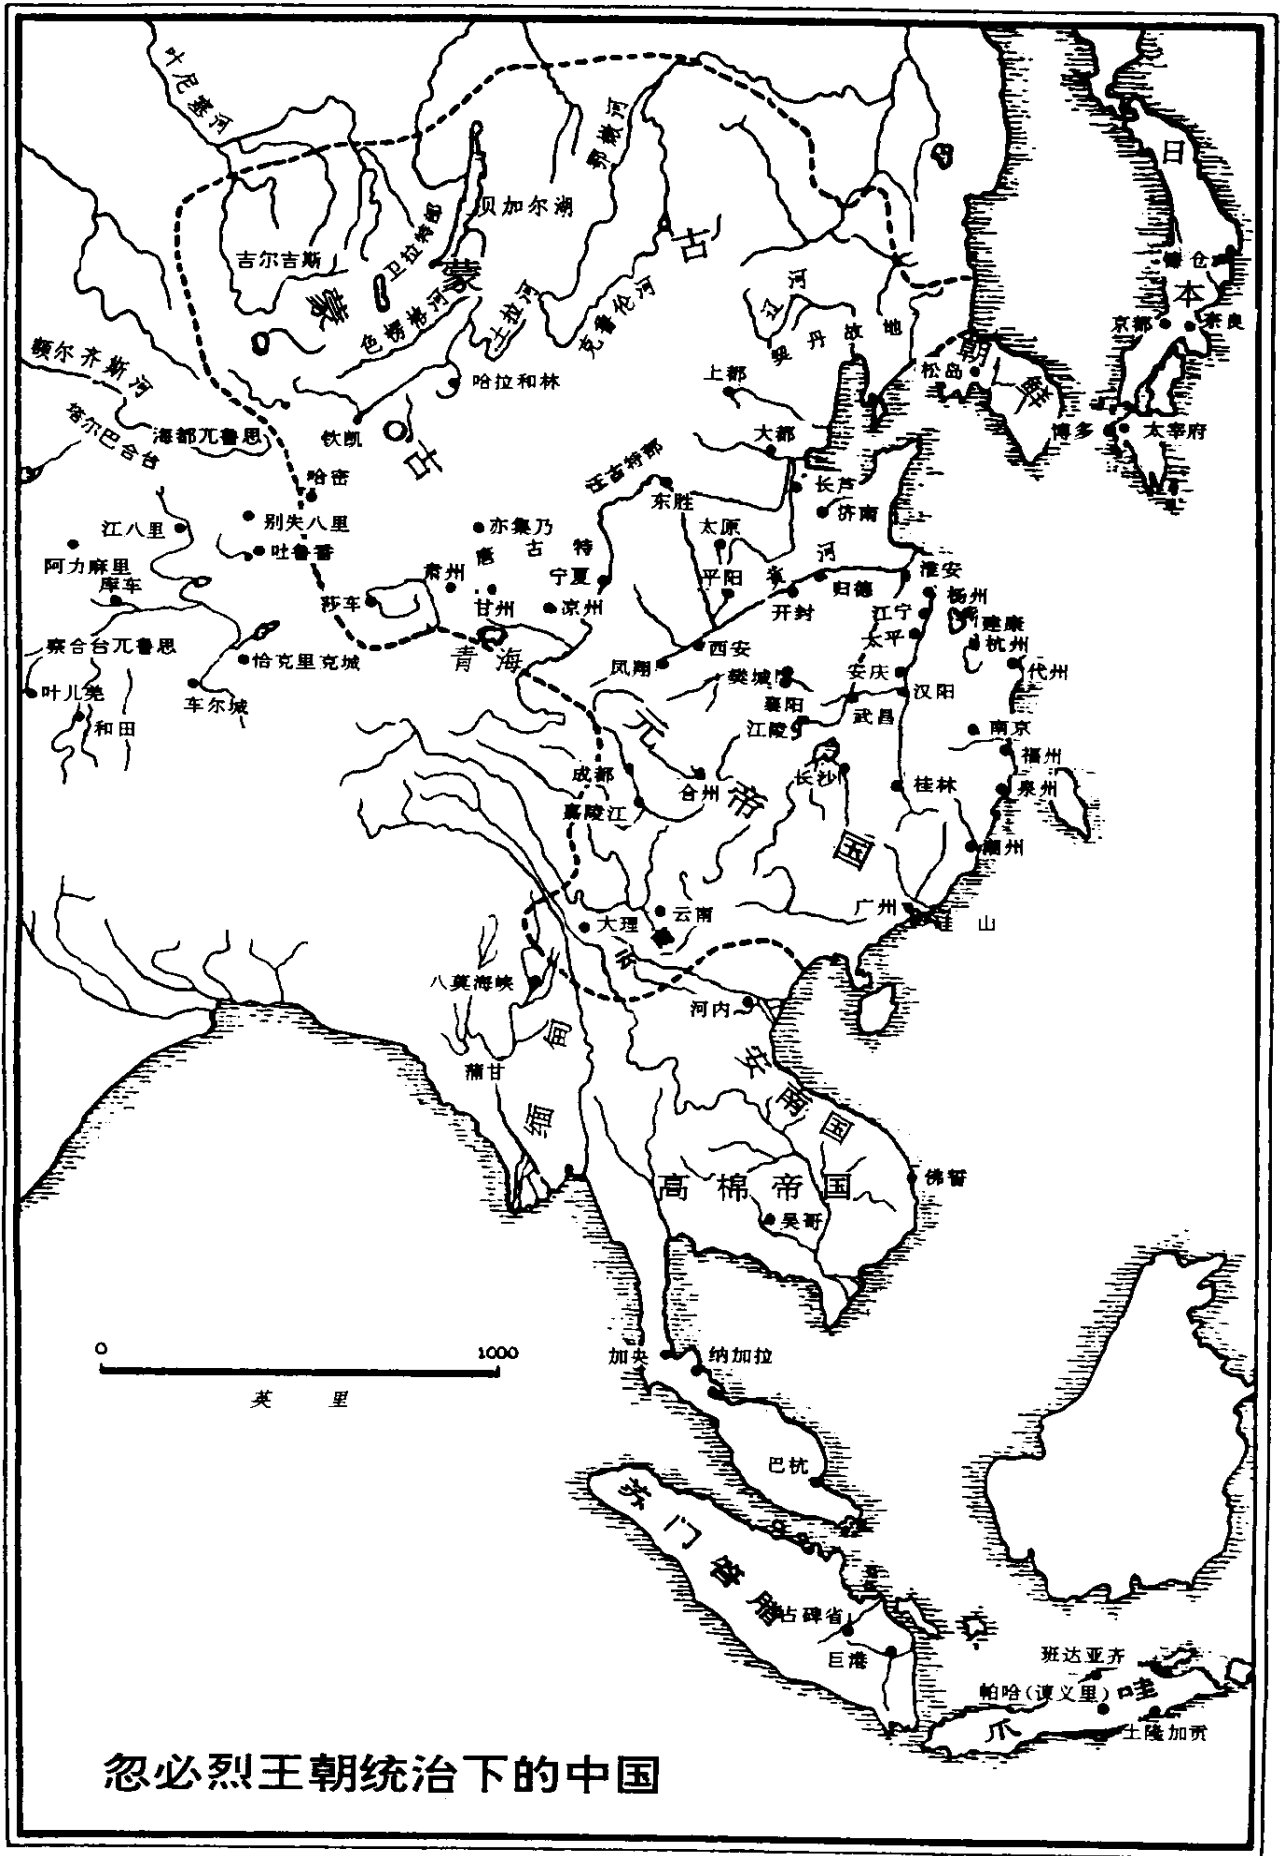 叶尼塞河
鄂嫩河
日本
贝加尔湖
卫拉特部
吉尔吉斯
蒙古
蒙古
色楞格河
土拉河
克鲁伦河
辽河
契丹故地
镰仓
京都
奈良
朝鲜
松岛
额尔齐斯河
哈拉和林
上都
塔尔巴合台
海都兀鲁思
钦凯
大都
博多
太宰府
汪古特部
哈密
东胜
长芦
济南
江八里
别失八里
亦集乃
太原
阿力麻里
吐鲁番
唐古特
河
库车
肃州
宁夏
平阳
归德
淮安
莎车
甘州
凉州
开封
扬州
江宁
建康
太平
杭州
察合台兀鲁思
恰克里克城
青海
凤翔
西安
樊城
安庆
代州
叶儿羌
车尔城
襄阳
武昌
汉阳
和田
江陵
南京
福州
元帝国
成都
合州
长沙
桂林
泉州
嘉陵江
潮州
广州
山
大理
云南
八莫海峡
河内
蒲甘
缅甸
安南国
高棉帝国
佛誓
吴哥
0 1000
英里
加央
纳加拉
巴杭
苏门答腊
占碑省
巨港
班达亚齐
帕哈(谏义里)
爪哇
土隆加贡
忽必烈王朝统治下的中国